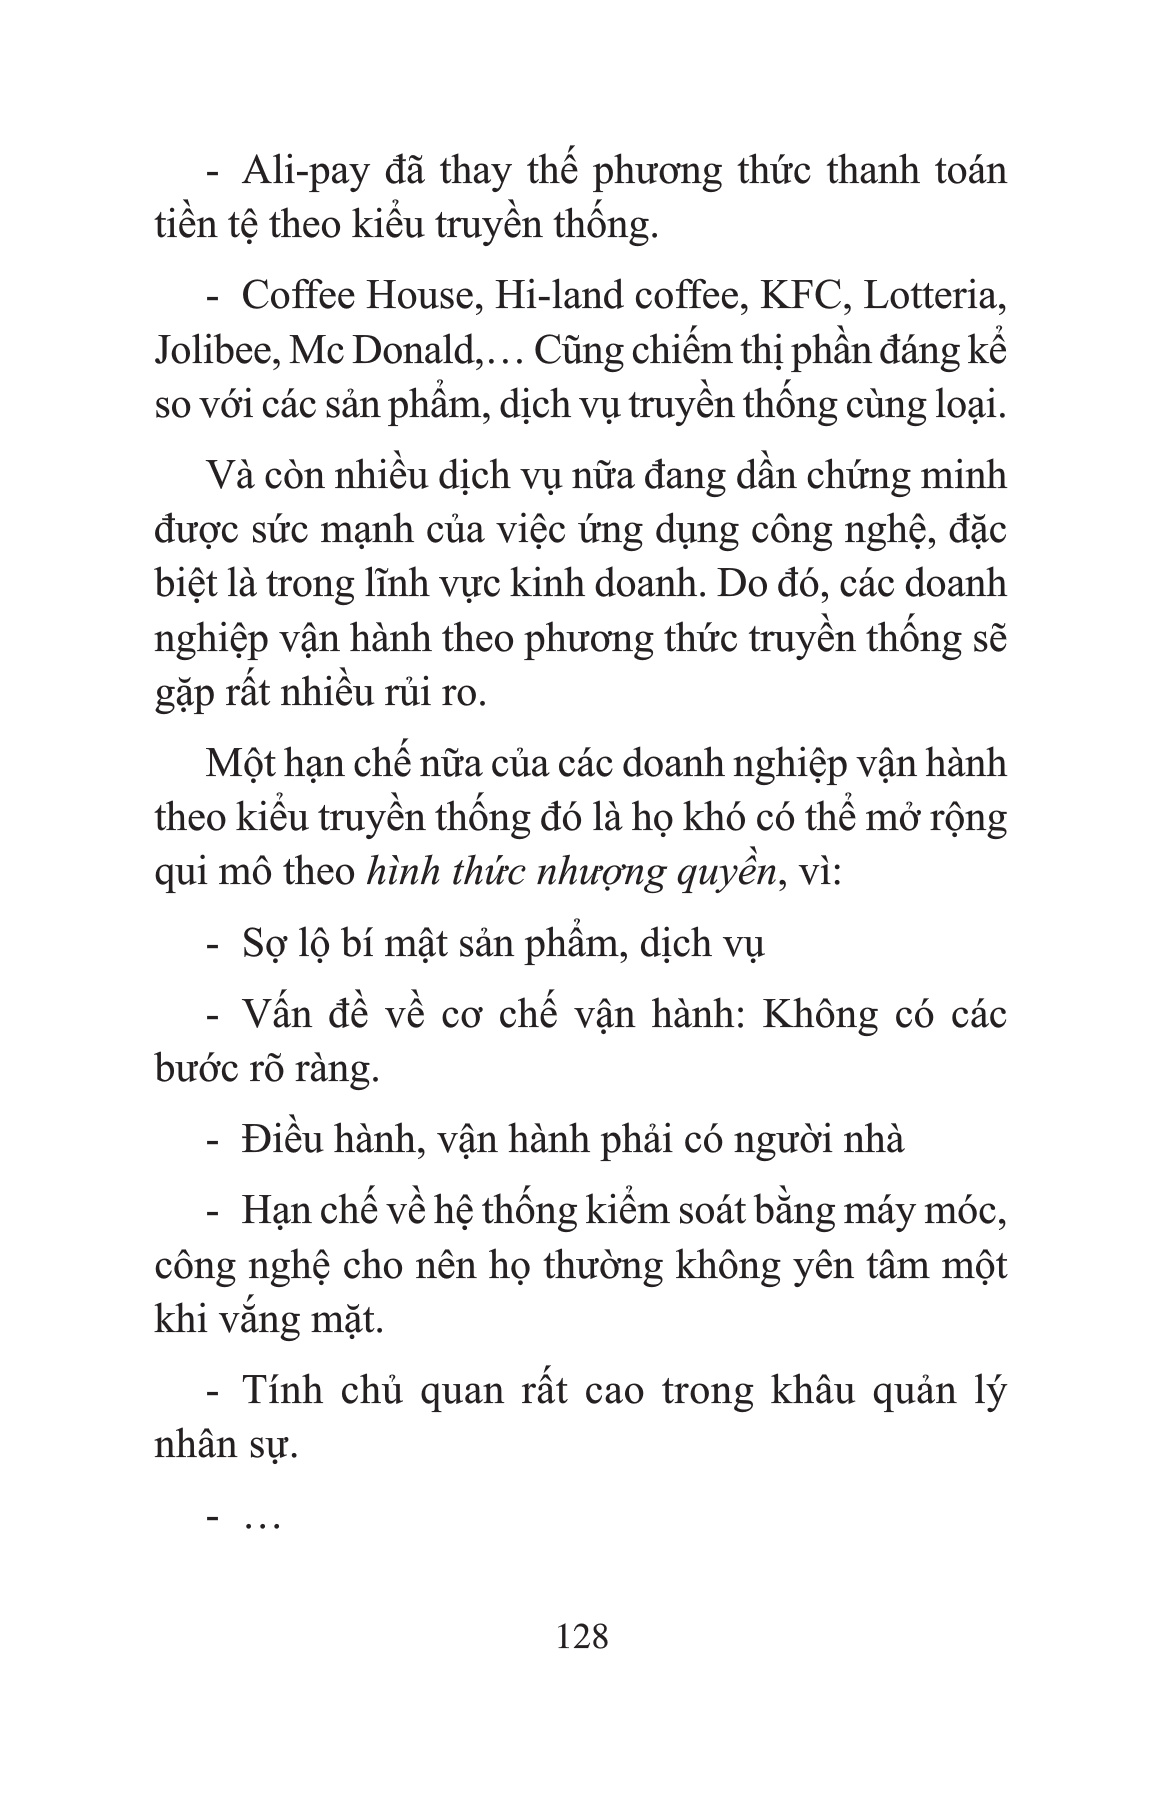 - Ali-pay đã thay thế phương thức thanh toán
tiền tệ theo kiểu truyền thống.
- Coffee House, Hi-land coffee, KFC, Lotteria,
Jolibee, Mc Donald,… Cũng chiếm thị phần đáng kể
so với các sản phẩm, dịch vụ truyền thống cùng loại.
Và còn nhiều dịch vụ nữa đang dần chứng minh
được sức mạnh của việc ứng dụng công nghệ, đặc
biệt là trong lĩnh vực kinh doanh. Do đó, các doanh
nghiệp vận hành theo phương thức truyền thống sẽ
gặp rất nhiều rủi ro.
Một hạn chế nữa của các doanh nghiệp vận hành
theo kiểu truyền thống đó là họ khó có thể mở rộng
qui mô theo hình thức nhượng quyền, vì:
- Sợ lộ bí mật sản phẩm, dịch vụ
- Vấn đề về cơ chế vận hành: Không có các
bước rõ ràng.
- Điều hành, vận hành phải có người nhà
- Hạn chế về hệ thống kiểm soát bằng máy móc,
công nghệ cho nên họ thường không yên tâm một
khi vắng mặt.
- Tính chủ quan rất cao trong khâu quản lý
nhân sự.
- …
128